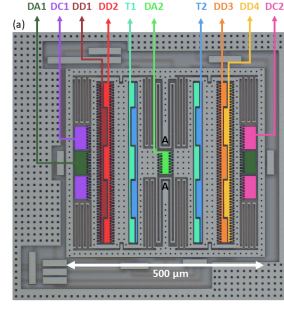 DA1 DC1 DD1 DD2 T1 DA2 T2 DD3 DD4 DC2
(a)
A
A
500 μm